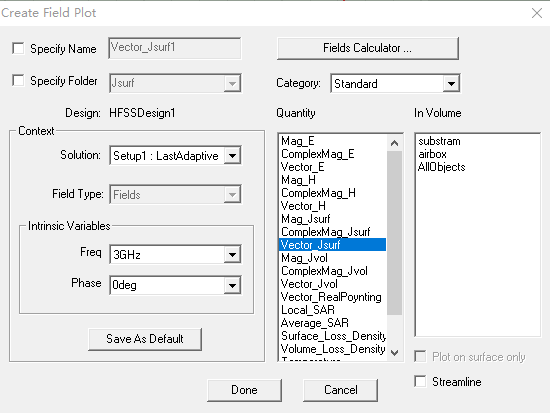 Create Field Plot
Specify Name
Vector_Jsurf1
Fields Calculator ...
Specify Folder
Jsurf
Category:
Standard
Design:
HFSSDesign1
Quantity
In Volume
Context
Solution:
Setup1 : LastAdaptive
Field Type:
Fields
Intrinsic Variables
Freq
3GHz
Phase
0deg
Save As Default
Mag_E
ComplexMag_E
Vector_E
Mag_H
ComplexMag_H
Vector_H
Mag_Jsurf
ComplexMag_Jsurf
Vector_Jsurf
Mag_Jvol
ComplexMag_Jvol
Vector_Jvol
Vector_RealPoynting
Local_SAR
Average_SAR
Surface_Loss_Density
Volume_Loss_Density
Temperature
substram
airbox
AllObjects
Plot on surface only
Streamline
Done
Cancel